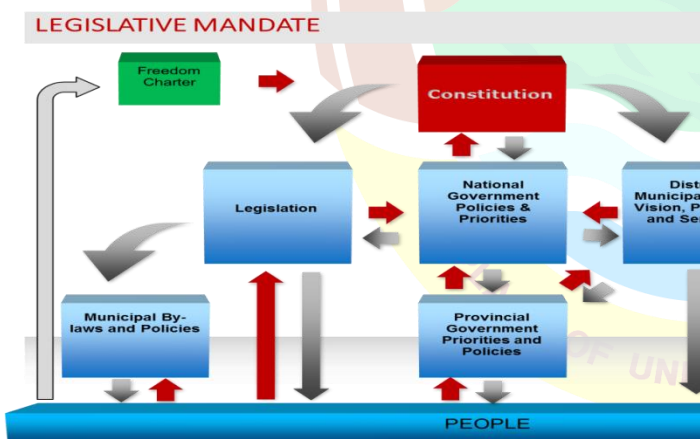 LEGISLATIVE MANDATE
Freedom
Charter
Constitution
Legislation
National
Government
Policies &
Priorities
Municipal By-
laws and Policies
Provincial
Government
Priorities and
Policies
OF
PEOPLE